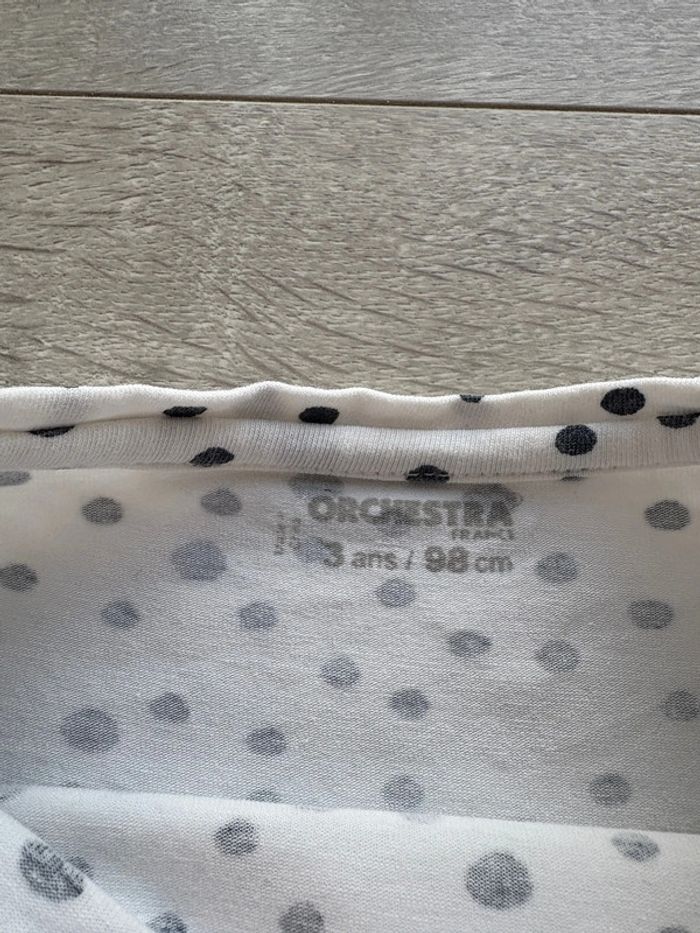 ORCHESTRA
FRANCE
3 ans / 98 cm